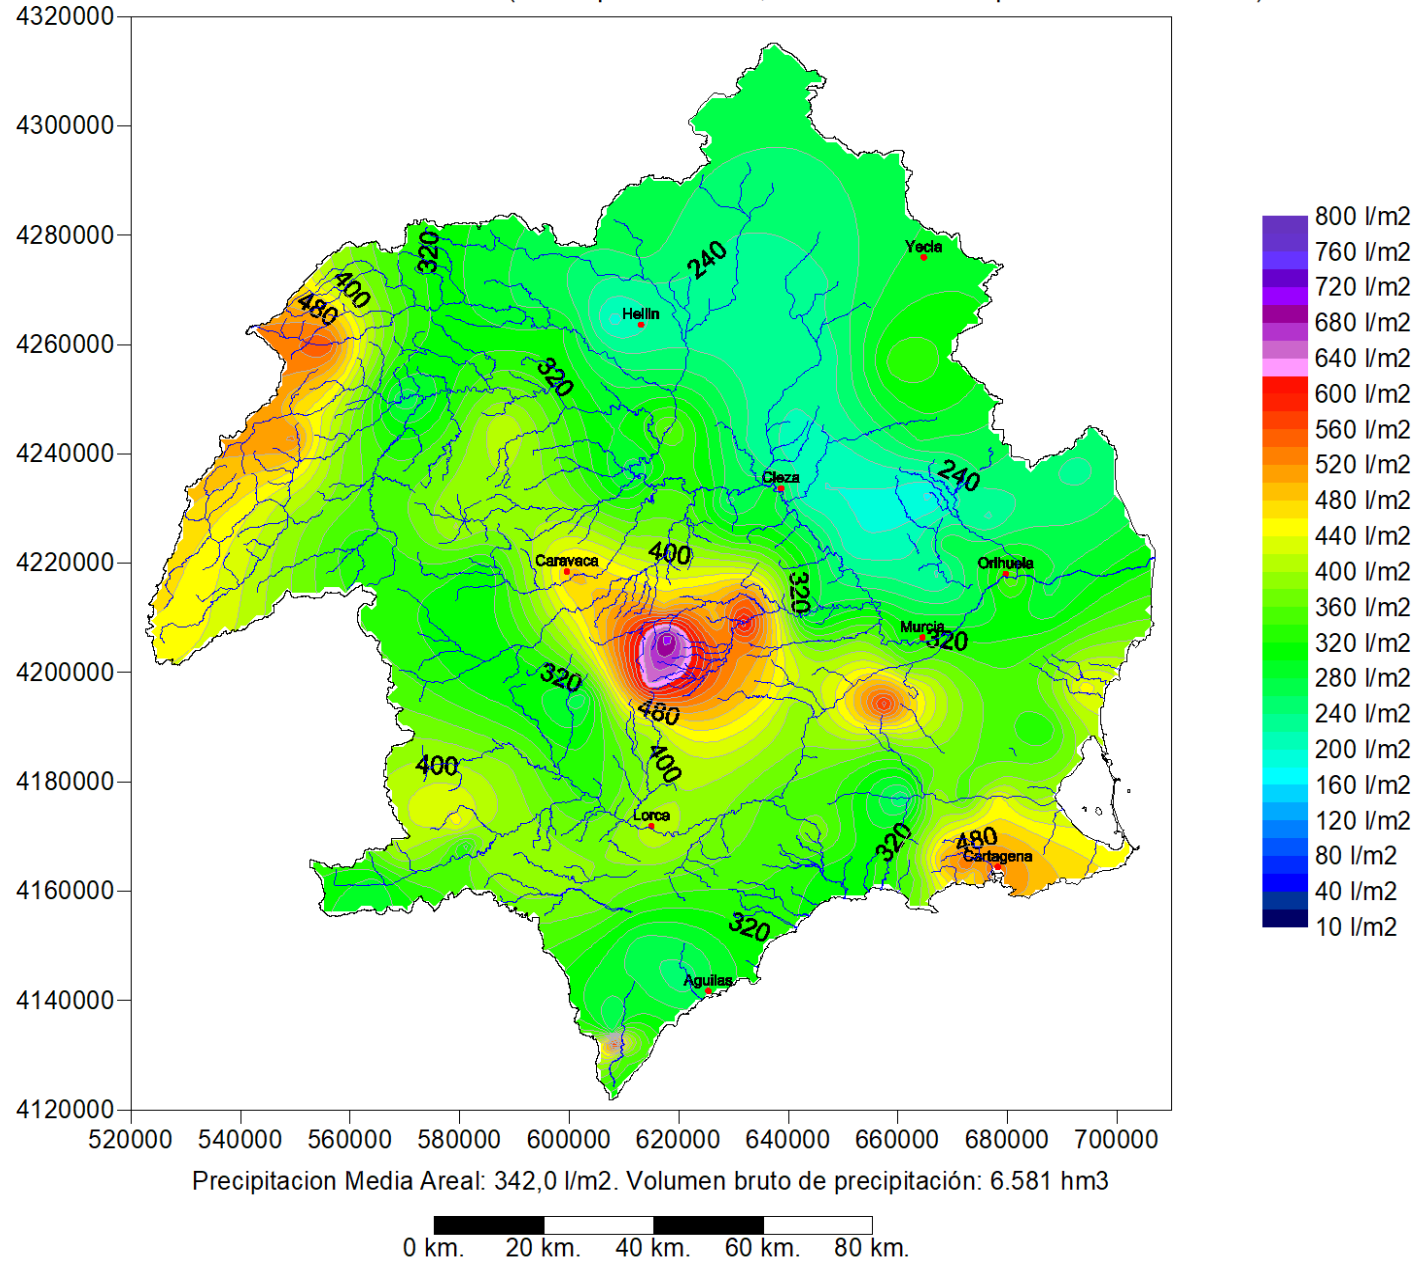 4320000
4300000
4280000
4260000
4240000
4220000
4200000
4180000
4160000
4140000
4120000
520000 540000 560000 580000 600000 620000 640000 660000 680000 700000
320
400
480
240
Yecla
Hellin
320
Cieza
240
400
Caravaca
320
Orihuela
Murcia
320
320
480
400
400
Lorca
320
480
Cartagena
320
Aguilas
800 l/m2
760 l/m2
720 l/m2
680 l/m2
640 l/m2
600 l/m2
560 l/m2
520 l/m2
480 l/m2
440 l/m2
400 l/m2
360 l/m2
320 l/m2
280 l/m2
240 l/m2
200 l/m2
160 l/m2
120 l/m2
80 l/m2
40 l/m2
10 l/m2
Precipitacion Media Areal: 342,0 l/m2. Volumen bruto de precipitación: 6.581 hm3
0 km. 20 km. 40 km. 60 km. 80 km.